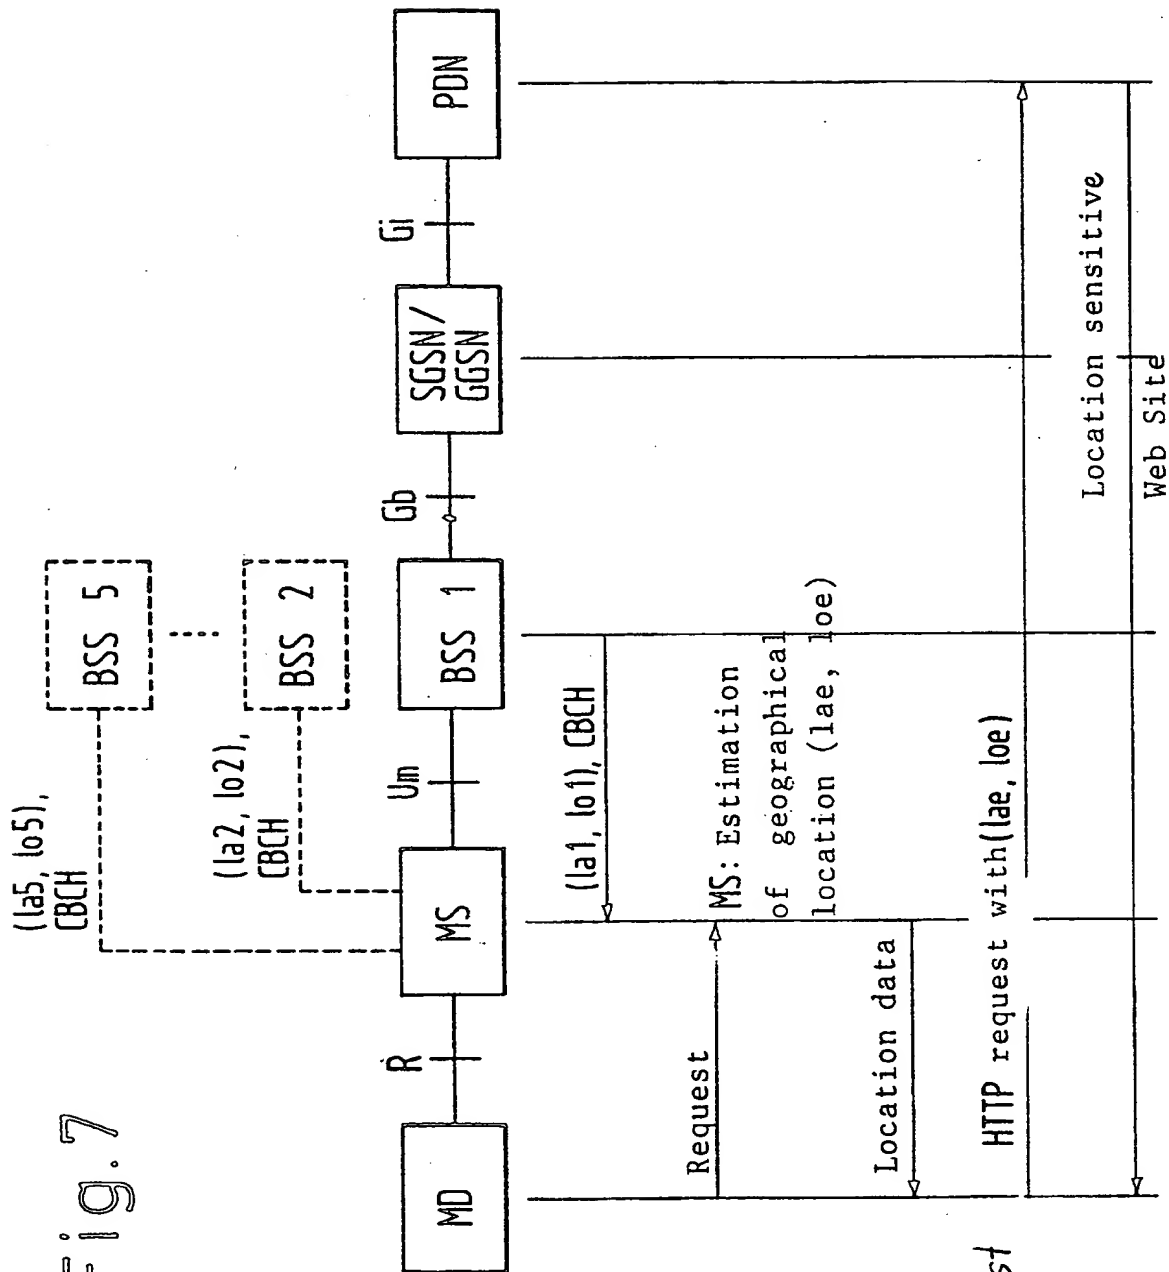 Fig.7
(la5, lo5),
CBCH
BSS 5
(la2, lo2),
CBCH
BSS 2
MD
R
MS
Um
BSS 1
Gb
SGSN/
GGSN
Gi
PDN
(la1, lo1), CBCH
Request
MS: Estimation
of geographical
location (lae, loe)
Location data
HTTP request with (lae, loe)
Location sensitive
Web Site